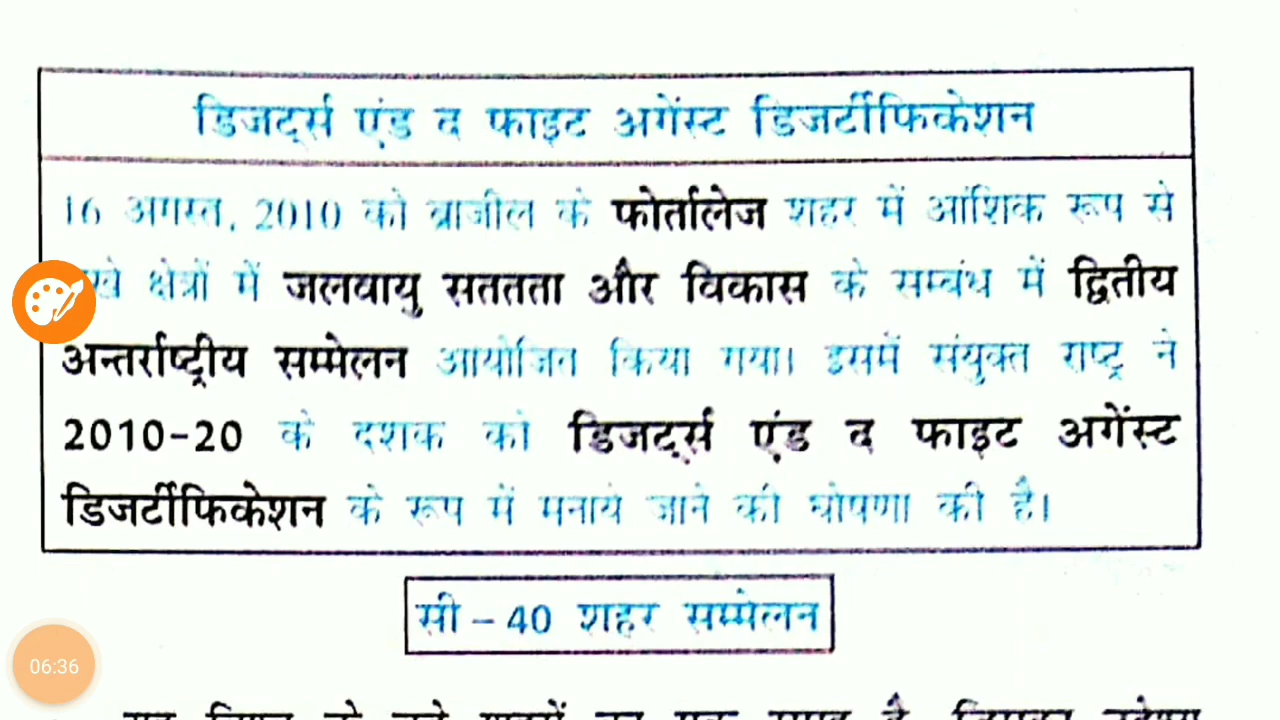 डिजर्ट्स एंड द फाइट अगेंस्ट डिजर्टीफिकेशन
16 अगस्त, 2010 को ब्राजील के फोर्तालेज शहर में आंशिक रूप से
क्षेत्रों में जलवायु सततता और विकास के सम्बंध में द्वितीय
अन्तर्राष्ट्रीय सम्मेलन आयोजित किया गया। इसमें संयुक्त राष्ट्र ने
2010-20 के दशक को डिजर्ट्स एंड द फाइट अगेंस्ट
डिजर्टीफिकेशन के रूप में मनाये जाने की घोषणा की है।
सी – 40 शहर सम्मेलन
06:36